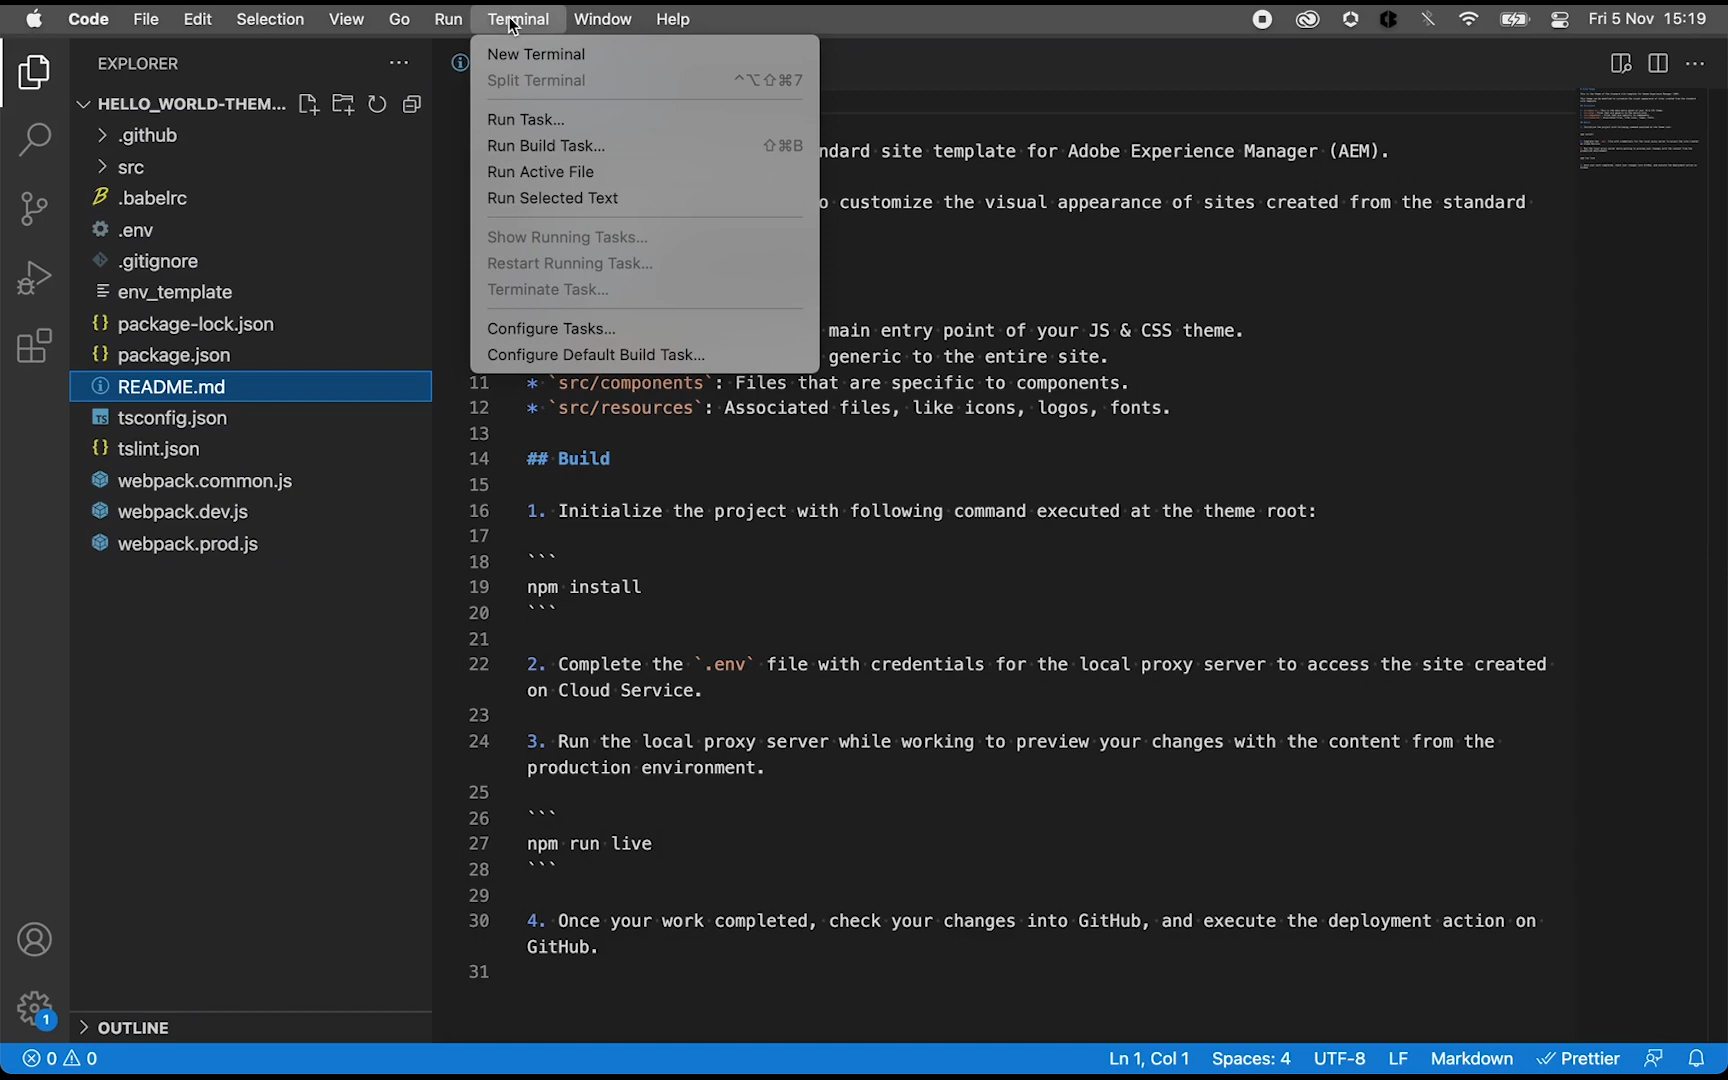 Code File Edit Selection View Go Run Terminal Window Help Fri 5 Nov 15:19
EXPLORER
HELLO_WORLD-THEM...
.github
src
.babelrc
.env
.gitignore
env_template
package-lock.json
package.json
README.md
tsconfig.json
tslint.json
webpack.common.js
webpack.dev.js
webpack.prod.js
OUTLINE
1
New Terminal
Split Terminal ^⌥⇧⌘7
Run Task...
Run Build Task... ⇧⌘B
Run Active File
Run Selected Text
Show Running Tasks...
Restart Running Task...
Terminate Task...
Configure Tasks...
Configure Default Build Task...
ndard site template for Adobe Experience Manager (AEM).
o customize the visual appearance of sites created from the standard
main entry point of your JS & CSS theme.
generic to the entire site.
11 * `src/components`: Files that are specific to components.
12 * `src/resources`: Associated files, like icons, logos, fonts.
13
14 ## Build
15
16 1. Initialize the project with following command executed at the theme root:
17
18 ```
19 npm install
20 ```
21
22 2. Complete the `.env` file with credentials for the local proxy server to access the site created
on Cloud Service.
23
24 3. Run the local proxy server while working to preview your changes with the content from the
production environment.
25
26 ```
27 npm run live
28 ```
29
30 4. Once your work completed, check your changes into GitHub, and execute the deployment action on
GitHub.
31
0 0 Ln 1, Col 1 Spaces: 4 UTF-8 LF Markdown Prettier